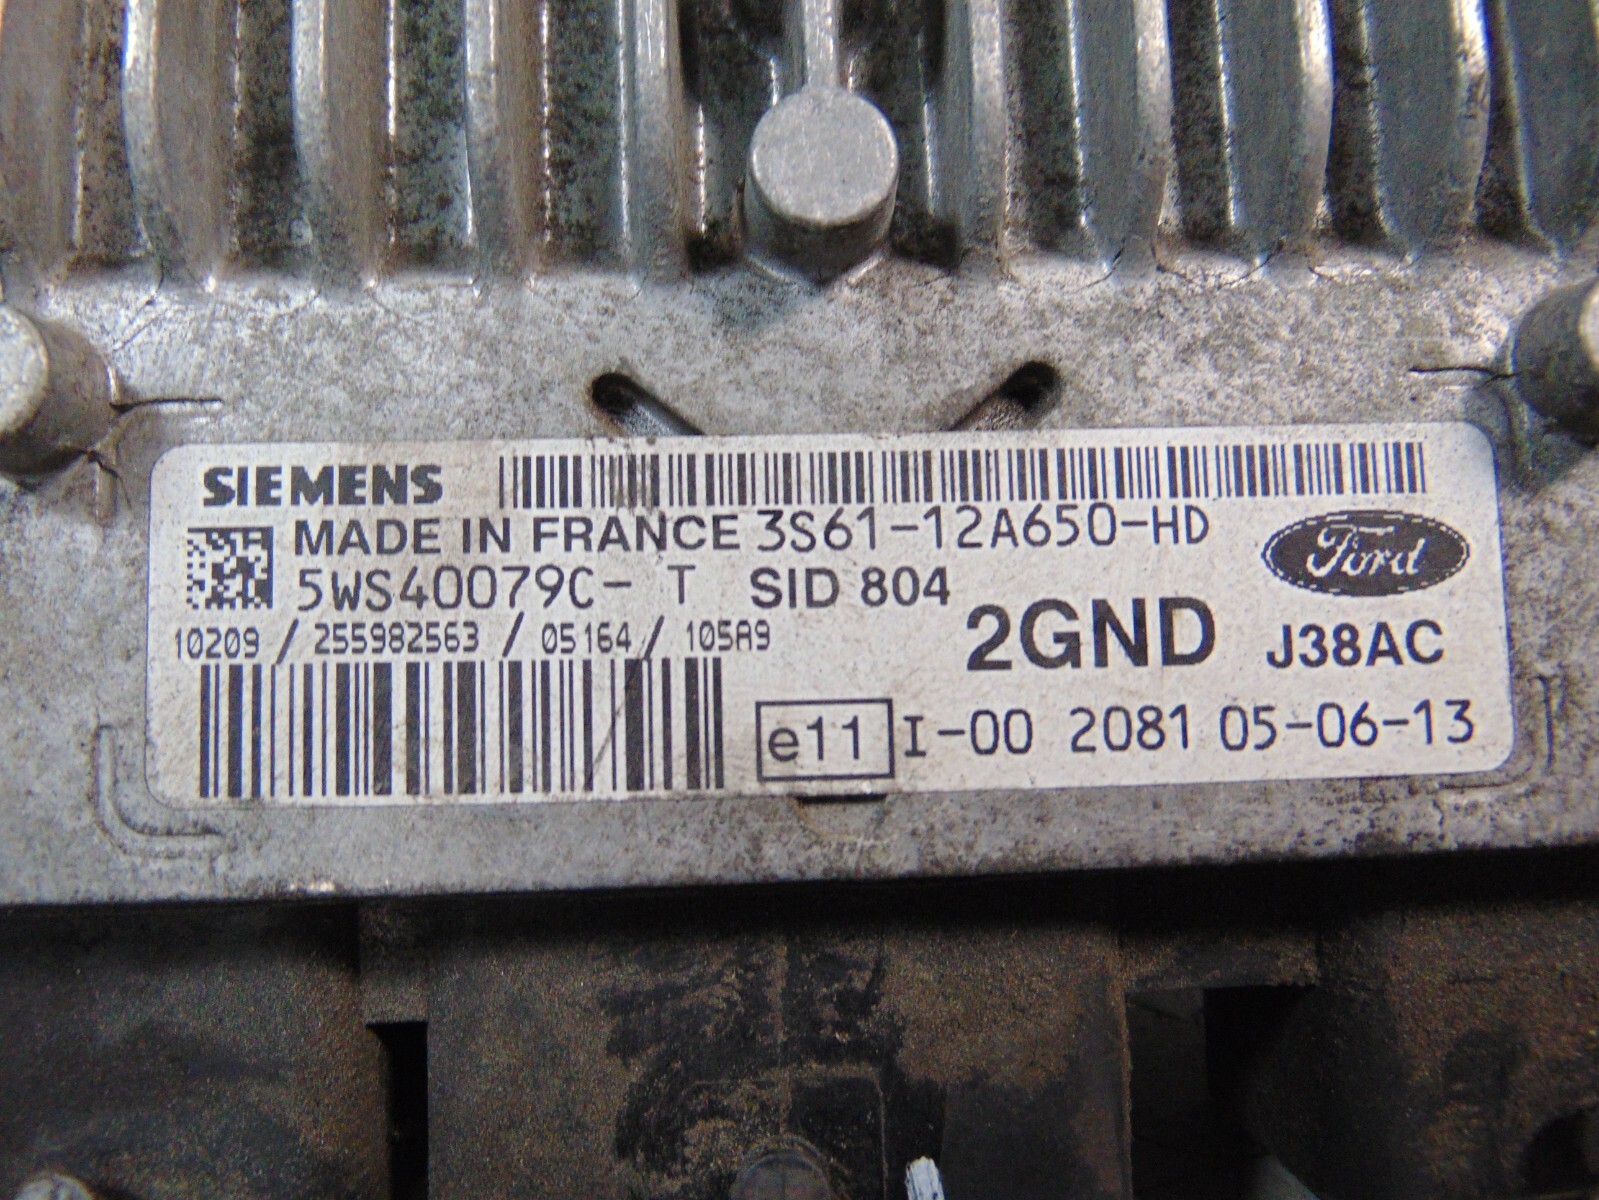 SIEMENS
MADE IN FRANCE 3S61-12A650-HD
Ford
5WS40079C- T SID 804
10209 / 255982563 / 05164 / 105A9
2GND J38AC
e11 I-00 2081 05-06-13